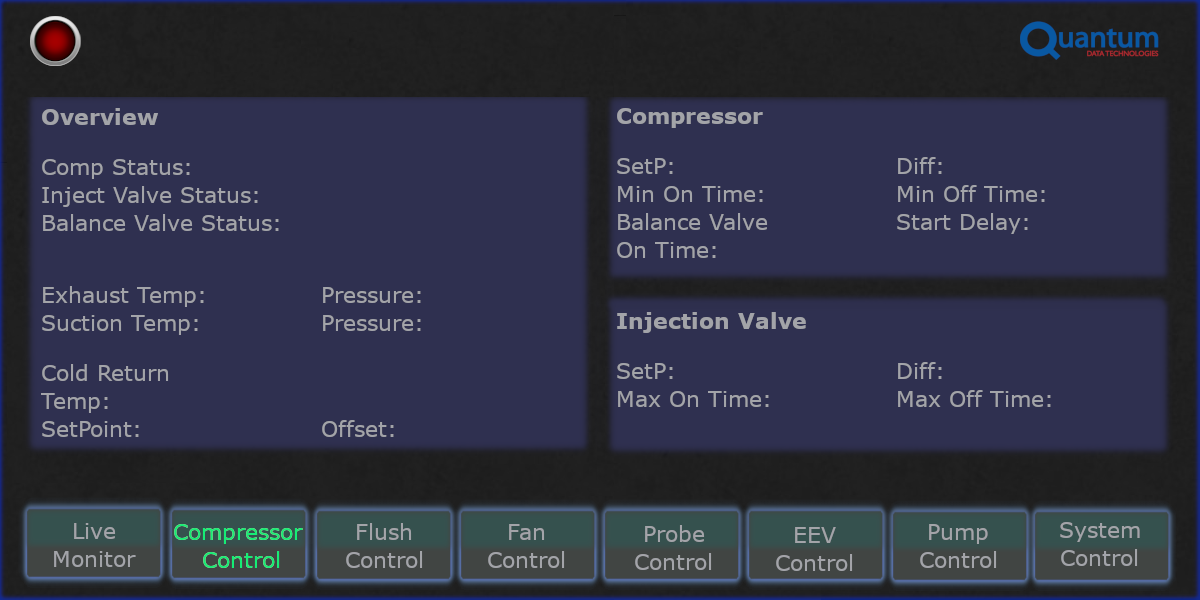 Quantum
DATA TECHNOLOGIES
Overview
Comp Status:
Inject Valve Status:
Balance Valve Status:
Exhaust Temp: Pressure:
Suction Temp: Pressure:
Cold Return
Temp:
SetPoint: Offset:
Compressor
SetP: Diff:
Min On Time: Min Off Time:
Balance Valve Start Delay:
On Time:
Injection Valve
SetP: Diff:
Max On Time: Max Off Time:
Live
Monitor
Compressor
Control
Flush
Control
Fan
Control
Probe
Control
EEV
Control
Pump
Control
System
Control